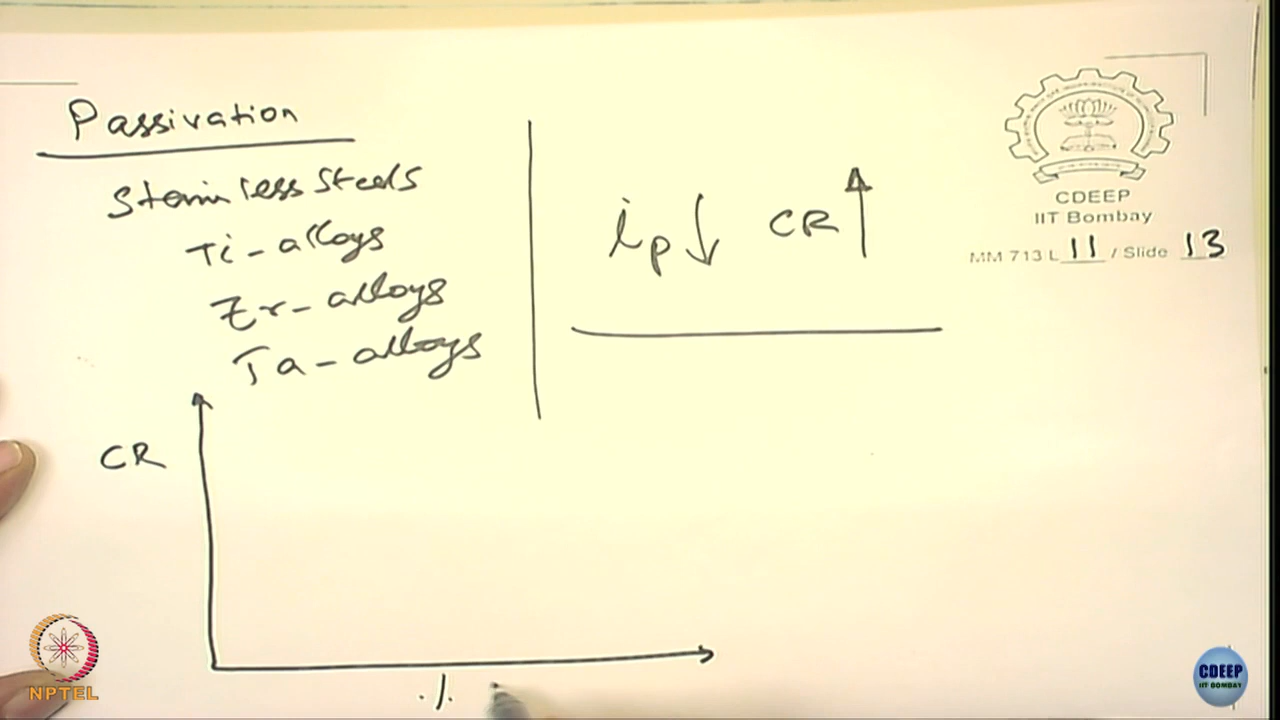 Passivation
Stainless Steels
Ti - alloys
Zr - alloys
Ta - alloys
ip ↓ CR ↑
CDEEP
IIT Bombay
MM 713 L 11 / Slide 13
CR
%
NPTEL
CDEEP
IIT BOMBAY